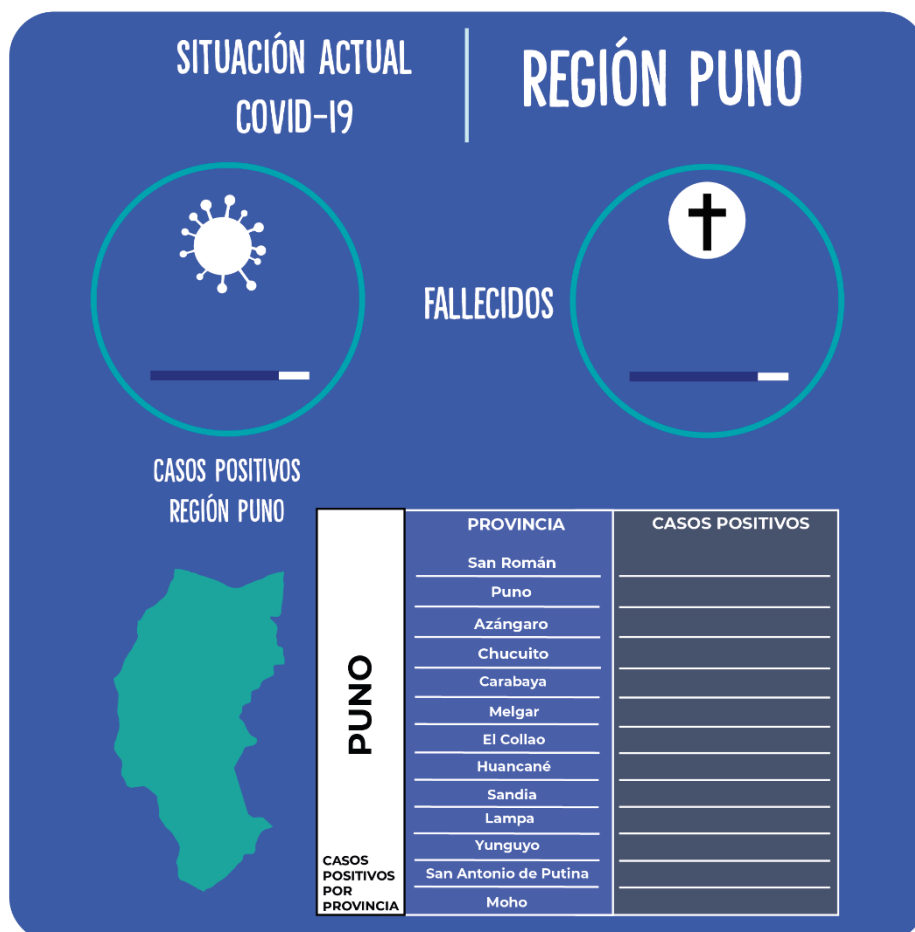 SITUACIÓN ACTUAL
COVID-19
REGIÓN PUNO
FALLECIDOS
CASOS POSITIVOS
REGIÓN PUNO
PUNO
CASOS
POSITIVOS
POR
PROVINCIA
PROVINCIA
CASOS POSITIVOS
San Román
Puno
Azángaro
Chucuito
Carabaya
Melgar
El Collao
Huancané
Sandia
Lampa
Yunguyo
San Antonio de Putina
Moho